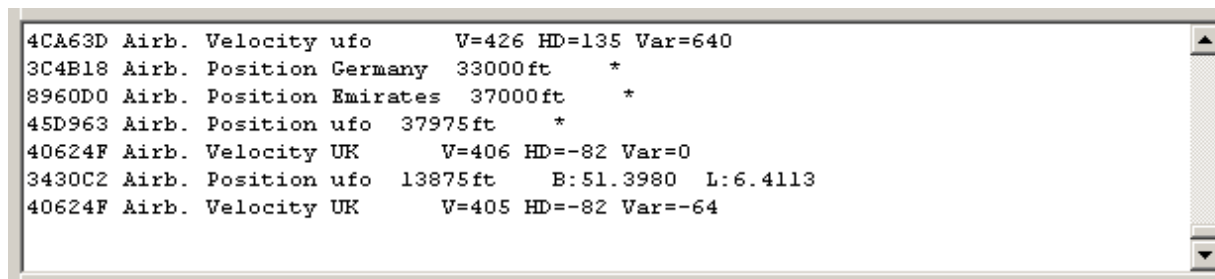 4CA63D Airb. Velocity ufo V=426 HD=135 Var=640
3C4B18 Airb. Position Germany 33000ft *
8960D0 Airb. Position Emirates 37000ft *
45D963 Airb. Position ufo 37975ft *
40624F Airb. Velocity UK V=406 HD=-82 Var=0
3430C2 Airb. Position ufo 13875ft B:51.3980 L:6.4113
40624F Airb. Velocity UK V=405 HD=-82 Var=-64